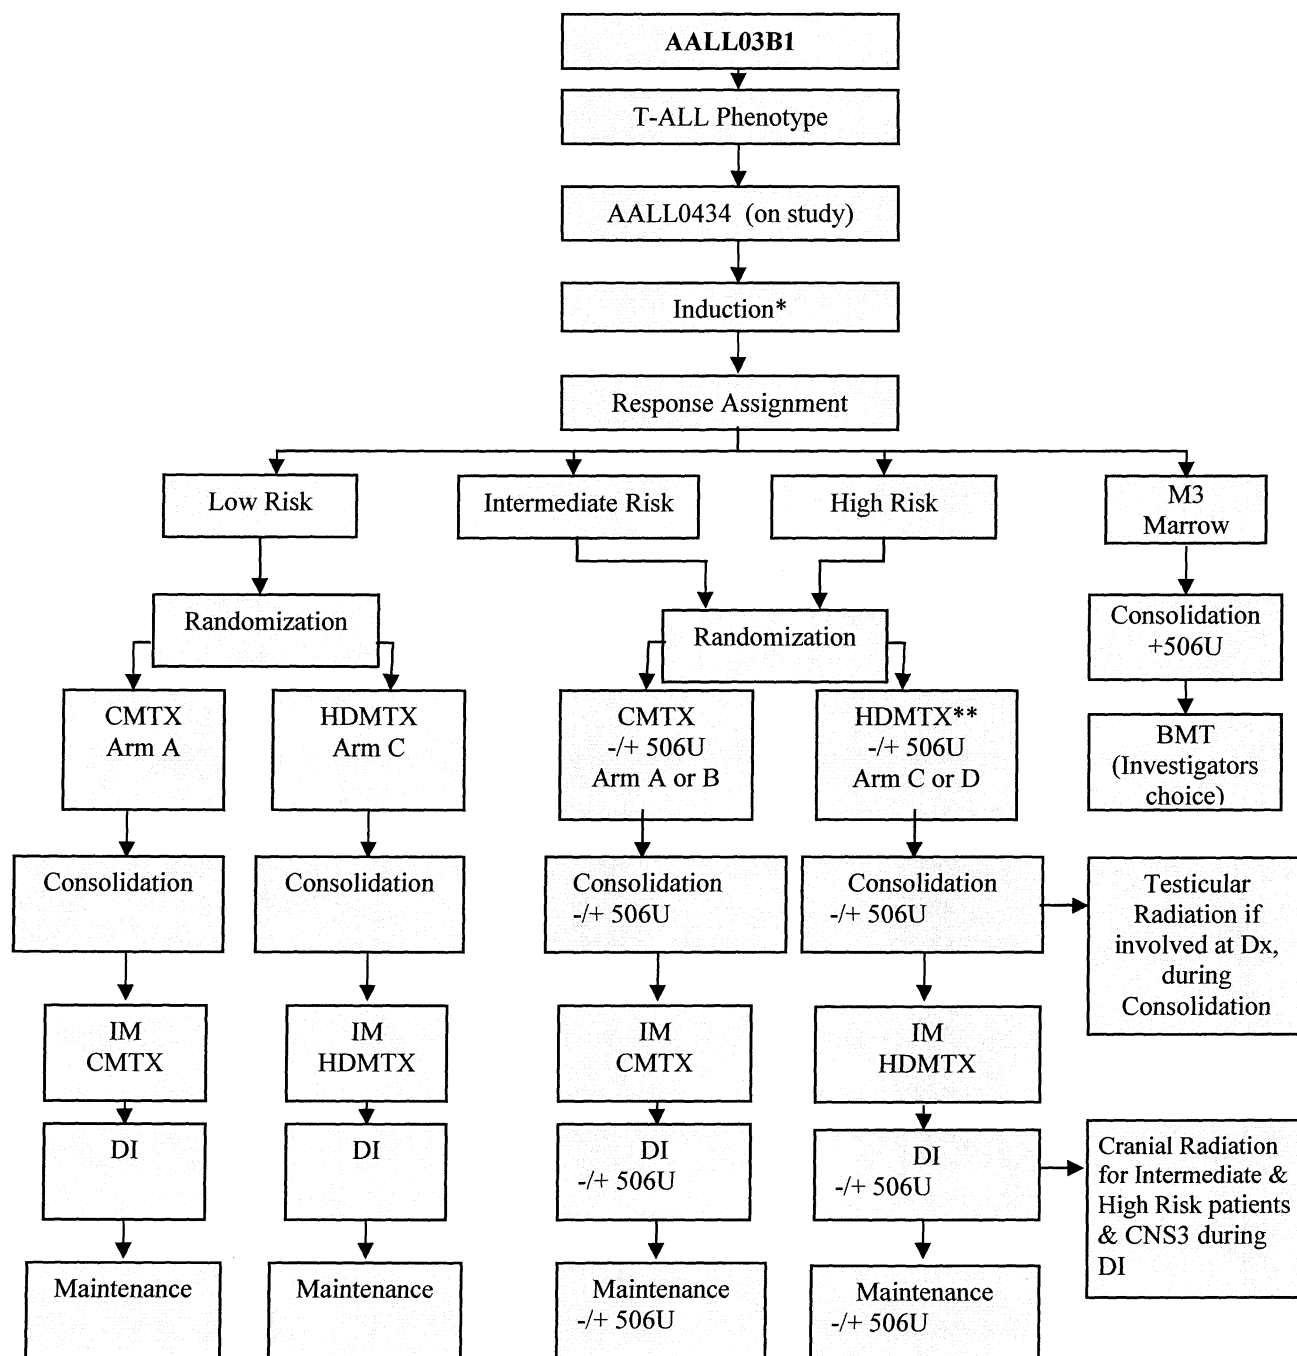 AALL03B1
T-ALL Phenotype
AALL0434 (on study)
Induction*
Response Assignment
Low Risk
Intermediate Risk
High Risk
M3
Marrow
Randomization
Randomization
Consolidation
+506U
CMTX
Arm A
HDMTX
Arm C
CMTX
-/+ 506U
Arm A or B
HDMTX**
-/+ 506U
Arm C or D
BMT
(Investigators
choice)
Consolidation
Consolidation
Consolidation
-/+ 506U
Consolidation
-/+ 506U
Testicular
Radiation if
involved at Dx,
during
Consolidation
IM
CMTX
IM
HDMTX
IM
CMTX
IM
HDMTX
DI
DI
DI
-/+ 506U
DI
-/+ 506U
Cranial Radiation
for Intermediate &
High Risk patients
& CNS3 during
DI
Maintenance
Maintenance
Maintenance
-/+ 506U
Maintenance
-/+ 506U